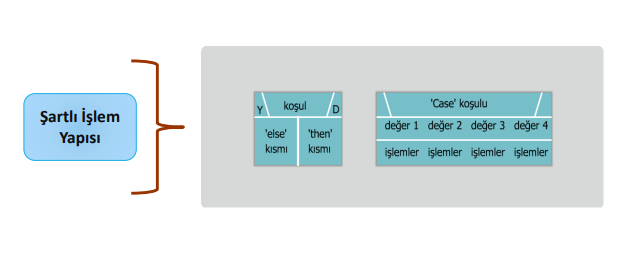 Şartlı İşlem
Yapısı
Y koşul D
'else' 'then'
kısmı kısmı
'Case' koşulu
değer 1 değer 2 değer 3 değer 4
işlemler işlemler işlemler işlemler